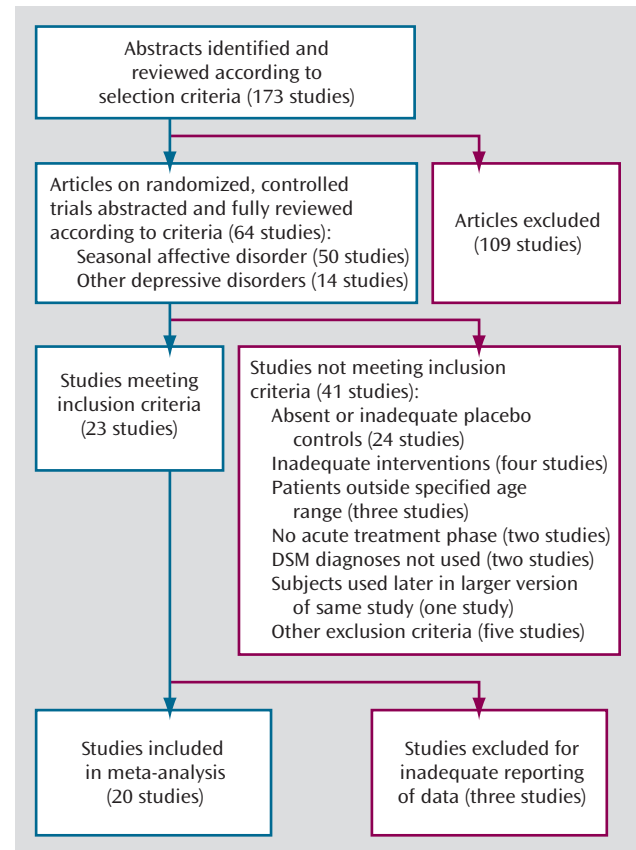 Abstracts identified and
reviewed according to
selection criteria (173 studies)
Articles on randomized, controlled
trials abstracted and fully reviewed
according to criteria (64 studies):
Seasonal affective disorder (50 studies)
Other depressive disorders (14 studies)
Articles excluded
(109 studies)
Studies meeting
inclusion criteria
(23 studies)
Studies not meeting inclusion
criteria (41 studies):
Absent or inadequate placebo
controls (24 studies)
Inadequate interventions (four studies)
Patients outside specified age
range (three studies)
No acute treatment phase (two studies)
DSM diagnoses not used (two studies)
Subjects used later in larger version
of same study (one study)
Other exclusion criteria (five studies)
Studies included
in meta-analysis
(20 studies)
Studies excluded for
inadequate reporting
of data (three studies)